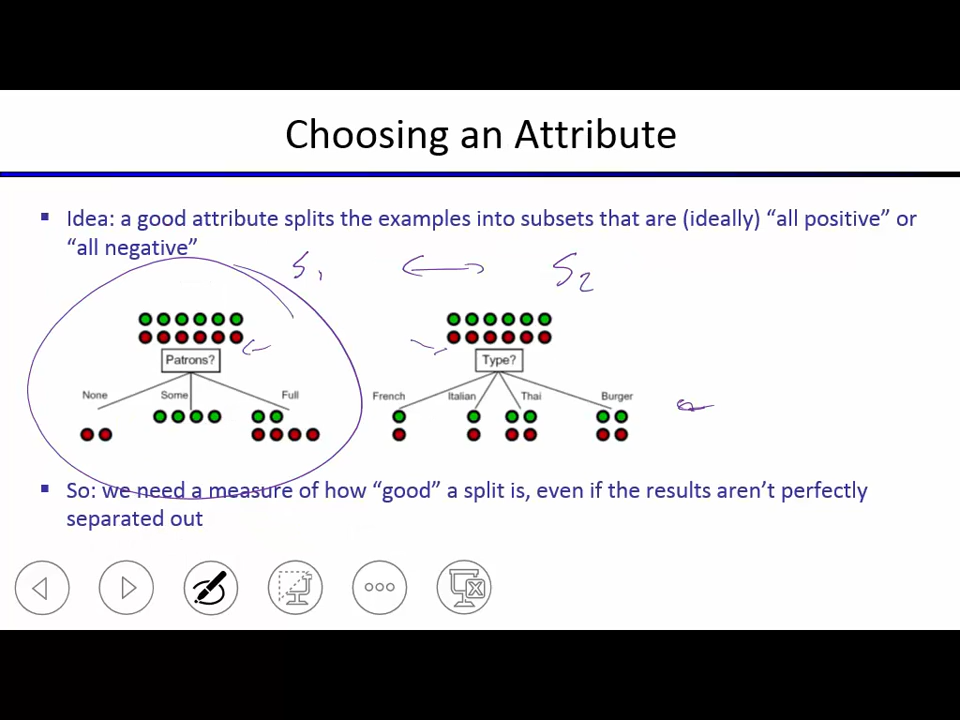 Choosing an Attribute
▪ Idea: a good attribute splits the examples into subsets that are (ideally) “all positive” or
“all negative”
S1 S2
Patrons? Type?
None Some Full French Italian Thai Burger
▪ So: we need a measure of how “good” a split is, even if the results aren’t perfectly
separated out